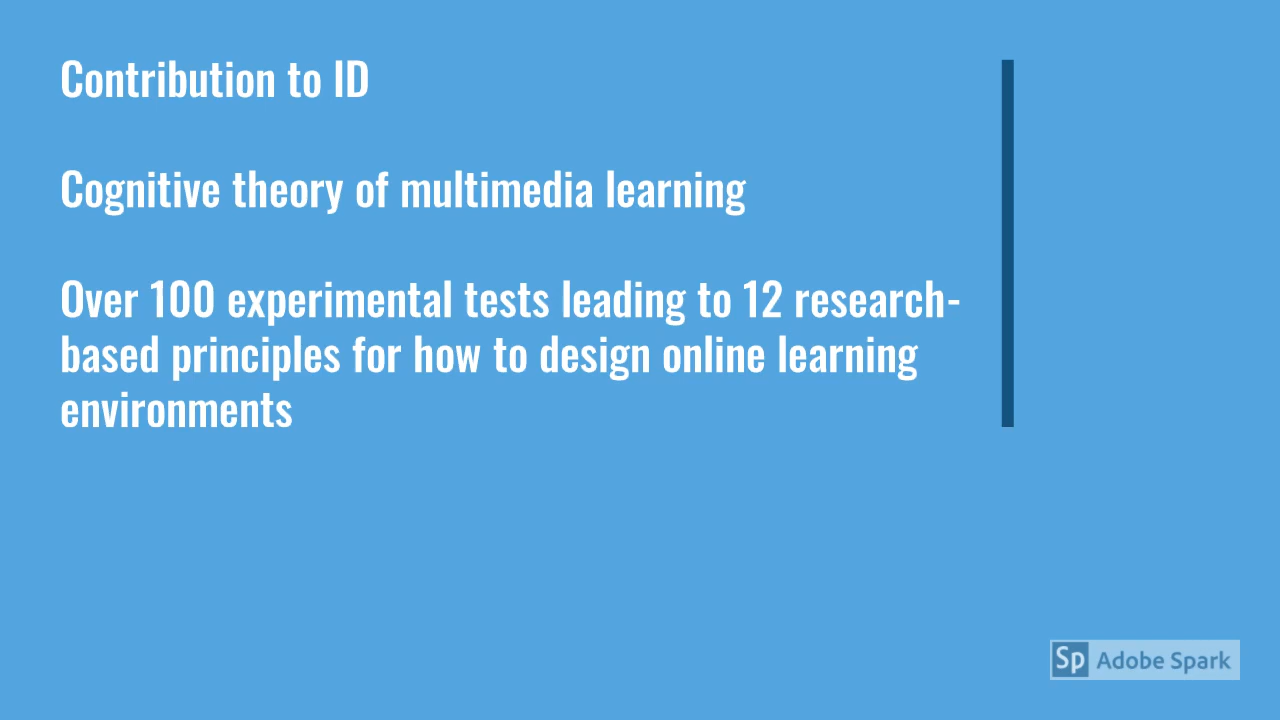 Contribution to ID
Cognitive theory of multimedia learning
Over 100 experimental tests leading to 12 research-
based principles for how to design online learning
environments
Sp Adobe Spark